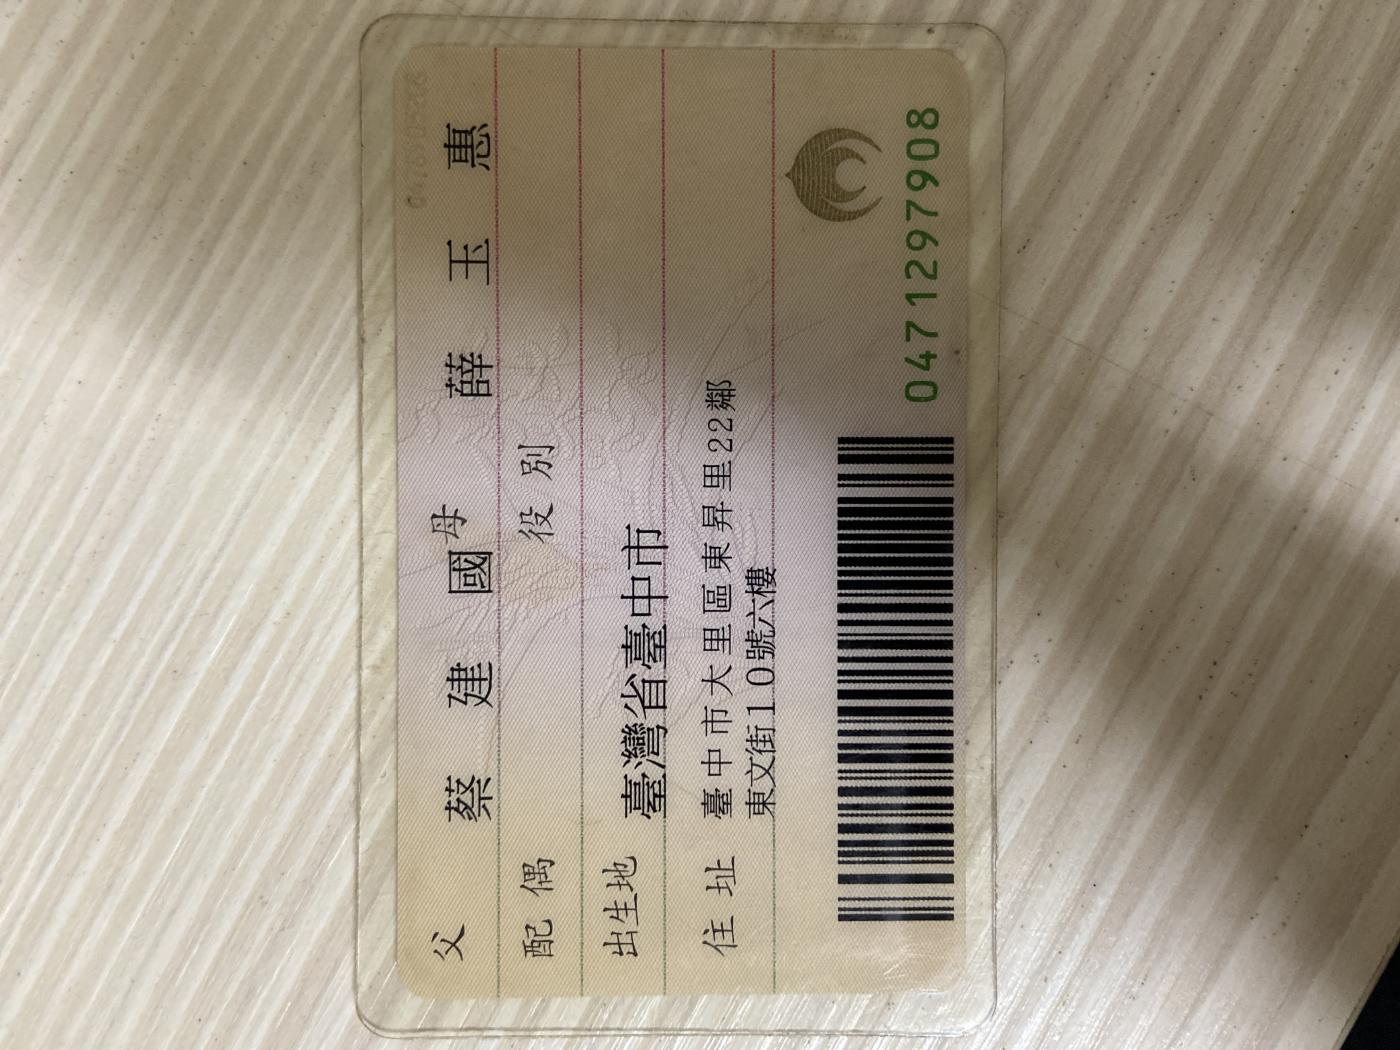 父 蔡建國 母 薛玉惠
配偶 役別
出生地 臺灣省臺中市
住址 臺中市大里區東昇里22鄰
東文街10號六樓
0471297908